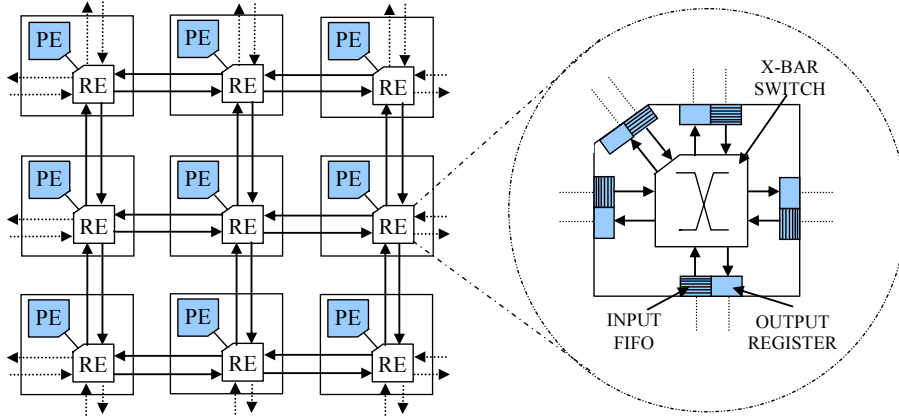 PE
PE
PE
RE
RE
RE
PE
PE
PE
RE
RE
RE
PE
PE
PE
RE
RE
RE
X-BAR
SWITCH
INPUT
FIFO
OUTPUT
REGISTER